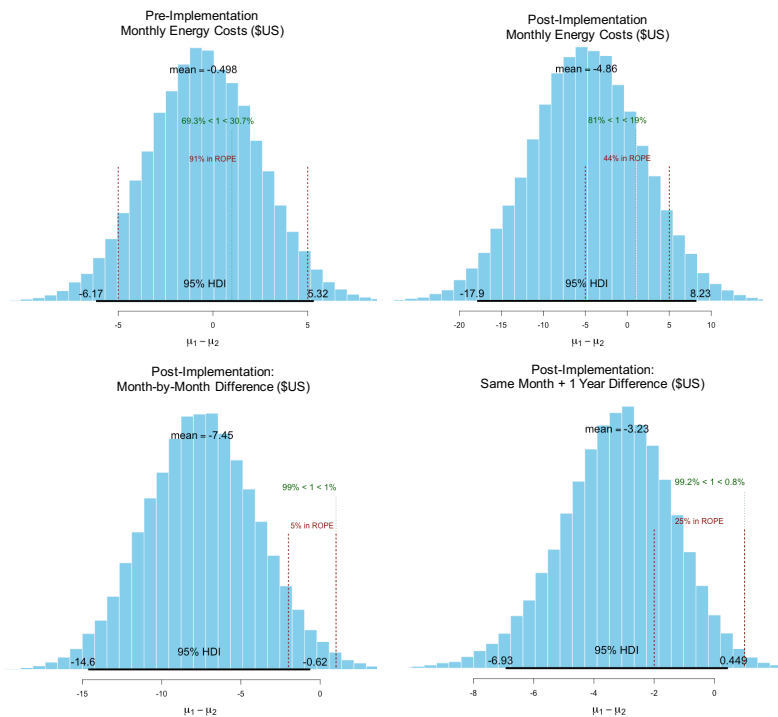 Pre-Implementation
Monthly Energy Costs ($US)
mean = -0.498
69.3% < 1 < 30.7%
91% in ROPE
95% HDI
-6.17
5.32
-5
0
5
μ1 − μ2
Post-Implementation
Monthly Energy Costs ($US)
mean = -4.86
81% < 1 < 19%
44% in ROPE
95% HDI
-17.9
8.23
-20
-15
-10
-5
0
5
10
μ1 − μ2
Post-Implementation:
Month-by-Month Difference ($US)
mean = -7.45
99% < 1 < 1%
5% in ROPE
95% HDI
-14.6
-0.62
-15
-10
-5
0
μ1 − μ2
Post-Implementation:
Same Month + 1 Year Difference ($US)
mean = -3.23
99.2% < 1 < 0.8%
25% in ROPE
95% HDI
-6.93
0.449
-8
-6
-4
-2
0
μ1 − μ2